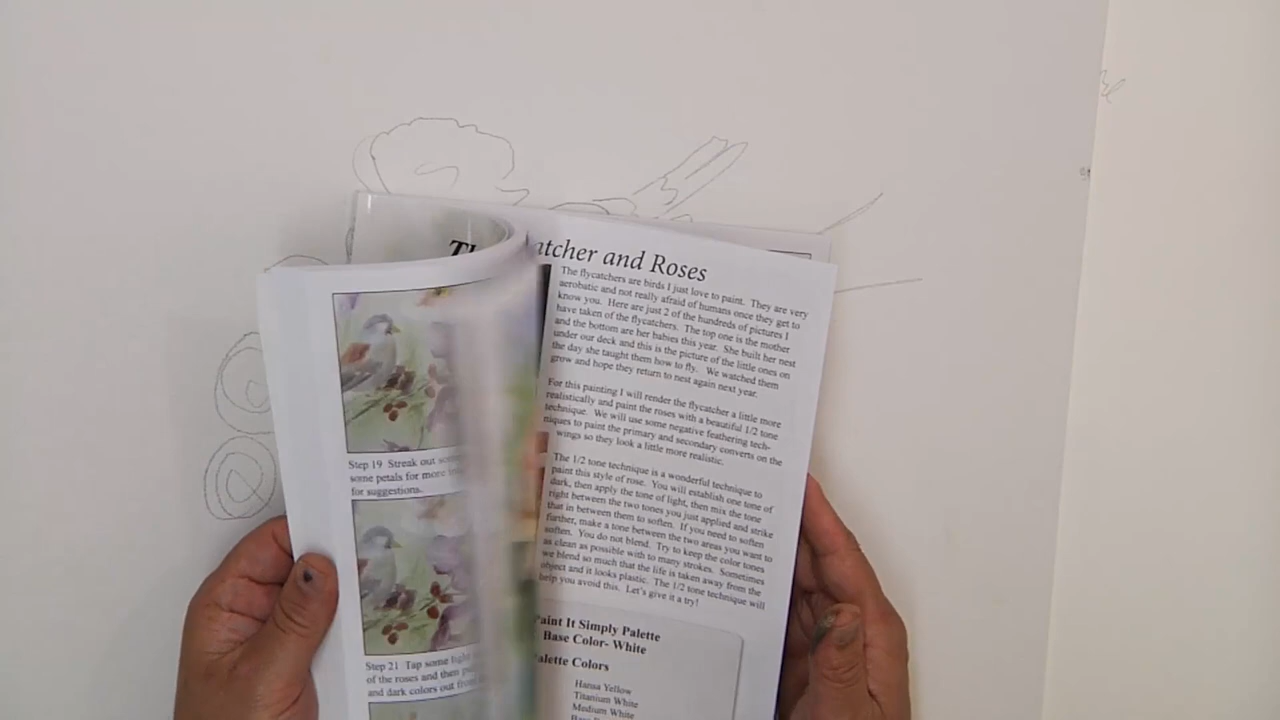 atcher and Roses
The flycatchers are birds I just love to paint. They are very
aerobatic and not really afraid of humans once they get to
know you. Here are just 2 of the hundreds of pictures I
have taken of the flycatchers. The top one is the mother
and the bottom are her babies this year. She built her nest
under our deck and this is the picture of the little ones on
the day she taught them how to fly. We watched them
grow and hope they return to nest again next year.
For this painting I will render the flycatcher a little more
realistically and paint the roses with a beautiful 1/2 tone
technique. We will use some negative feathering tech-
niques to paint the primary and secondary converts on the
wings so they look a little more realistic.
The 1/2 tone technique is a wonderful technique to
paint this style of rose. You will establish one tone of
dark, then apply the tone of light, then mix the tone
right between the two tones you just applied and strike
that in between them to soften. If you need to soften
further, make a tone between the two areas you want to
soften. You do not blend. Try to keep the color tones
as clean as possible with to many strokes. Sometimes
we blend so much that the life is taken away from the
object and it looks plastic. The 1/2 tone technique will
help you avoid this. Let's give it a try!
Paint It Simply Palette
Base Color- White
Palette Colors
Hansa Yellow
Titanium White
Medium White
Step 19 Streak out
some petals for more
for suggestions.
Step 21 Tap some light
of the roses and then
and dark colors out